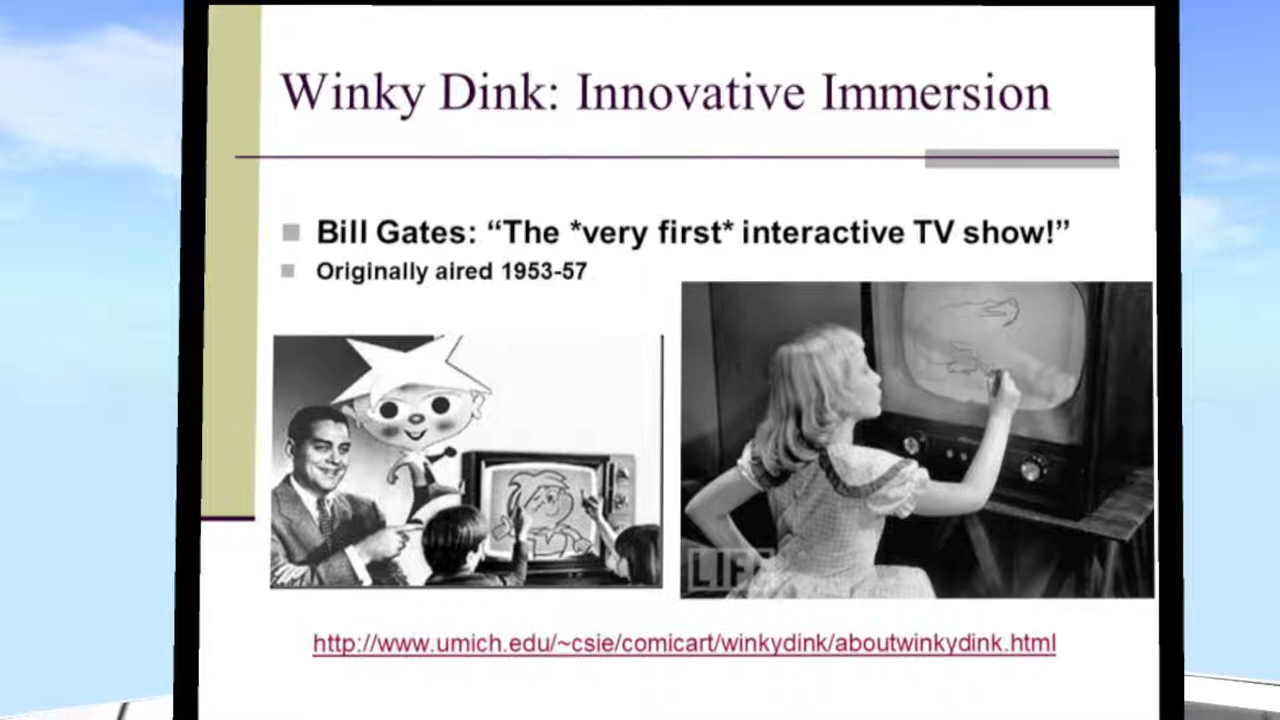 Winky Dink: Innovative Immersion
Bill Gates: “The *very first* interactive TV show!”
Originally aired 1953-57
LIFE
http://www.umich.edu/~csie/comicart/winkydink/aboutwinkydink.html